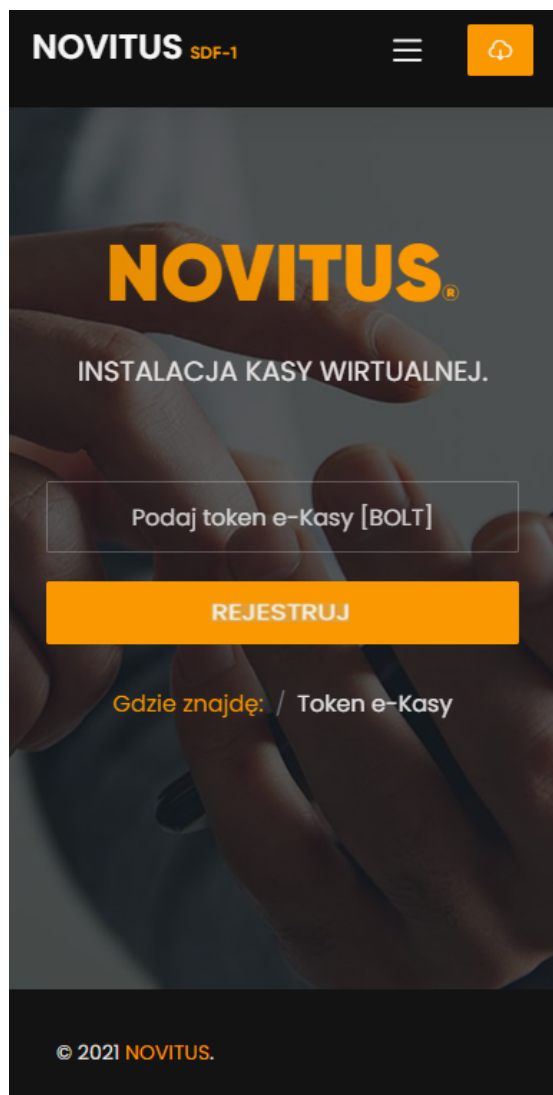 NOVITUS SDF-1
NOVITUS®
INSTALACJA KASY WIRTUALNEJ.
Podaj token e-Kasy [BOLT]
REJESTRUJ
Gdzie znajdę: / Token e-Kasy
© 2021 NOVITUS.